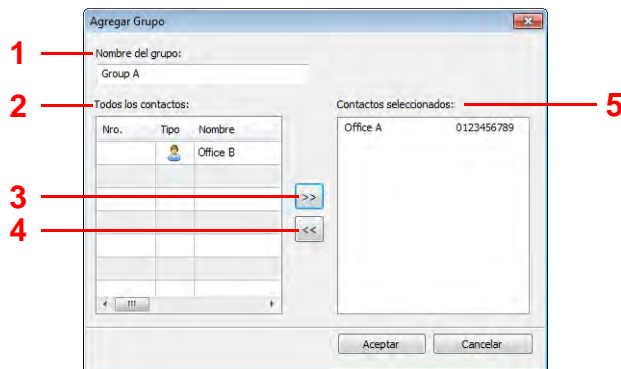 Agregar Grupo
1
Nombre del grupo:
Group A
2
Todos los contactos:
Contactos seleccionados:
5
Nro. Tipo Nombre
Office B
Office A 0123456789
3
>>
4
<<
Aceptar Cancelar